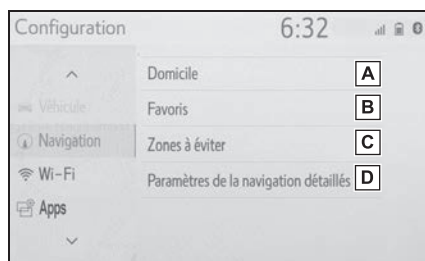 Configuration
6:32
Domicile A
Véhicule
Favoris B
Navigation
Zones à éviter C
Wi-Fi
Paramètres de la navigation détaillés D
Apps